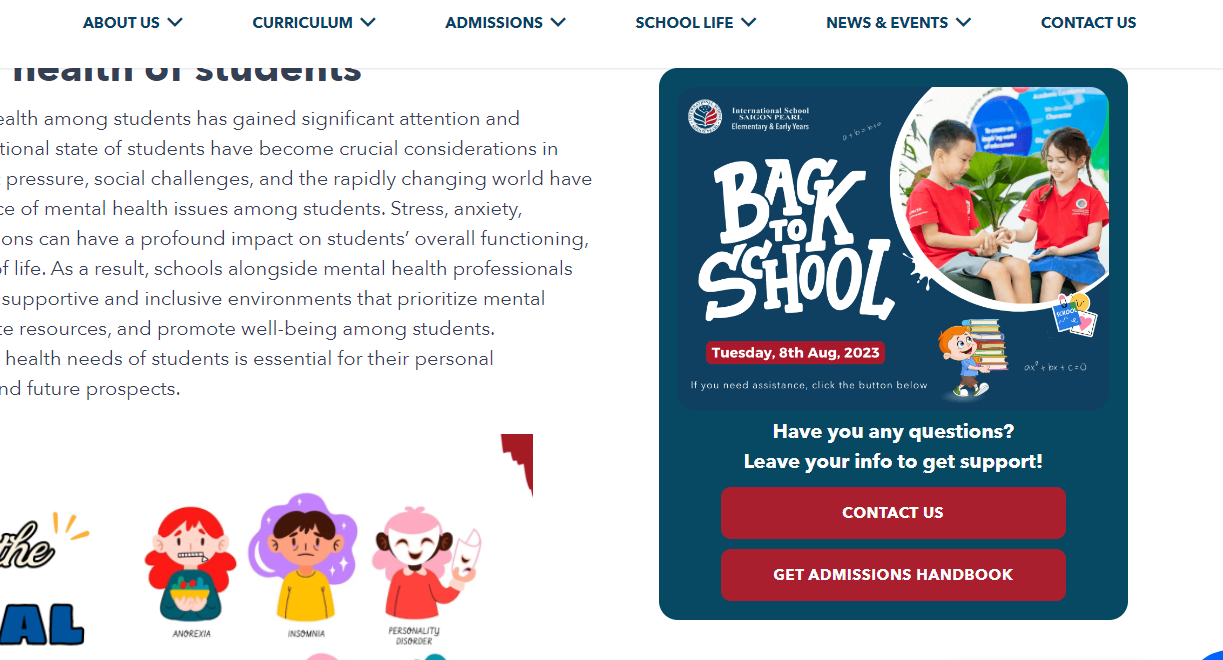 ABOUT US
CURRICULUM
ADMISSIONS
SCHOOL LIFE
NEWS & EVENTS
CONTACT US
health of students
ealth among students has gained significant attention and
tional state of students have become crucial considerations in
pressure, social challenges, and the rapidly changing world have
ce of mental health issues among students. Stress, anxiety,
ons can have a profound impact on students’ overall functioning,
of life. As a result, schools alongside mental health professionals
supportive and inclusive environments that prioritize mental
te resources, and promote well-being among students.
health needs of students is essential for their personal
nd future prospects.
the
AL
ANOREXIA
INSOMNIA
PERSONALITY
DISORDER
International School
SAIGON PEARL
Elementary & Early Years
BACK
TO
SCHOOL
SCHOOL
Tuesday, 8th Aug, 2023
ax² + bx + c = 0
If you need assistance, click the button below
Have you any questions?
Leave your info to get support!
CONTACT US
GET ADMISSIONS HANDBOOK